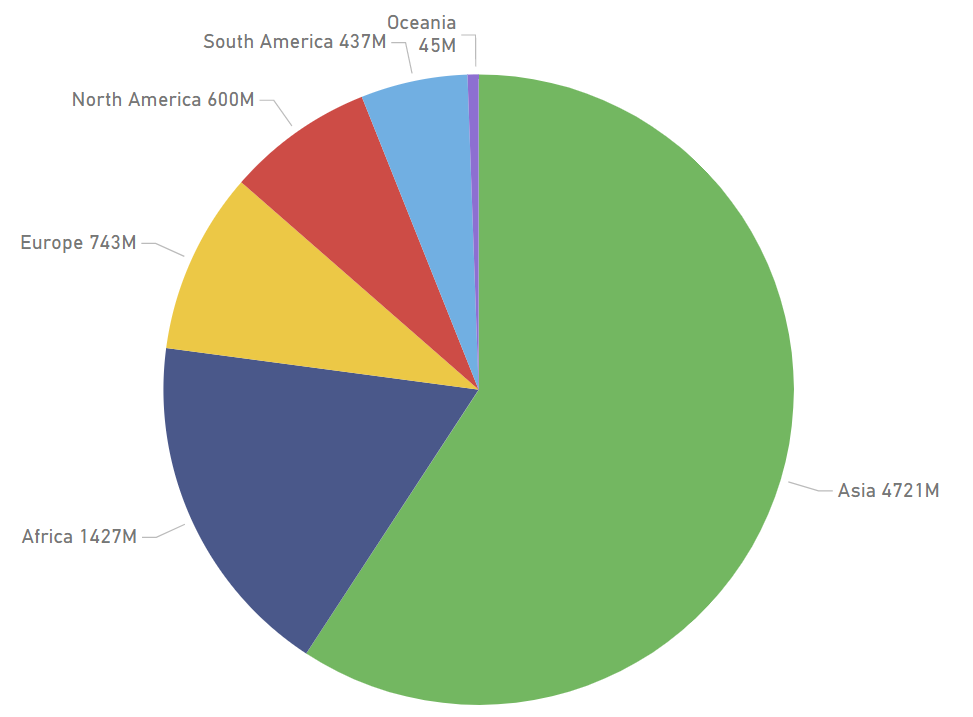 Oceania
45M
South America 437M
North America 600M
Europe 743M
Asia 4721M
Africa 1427M